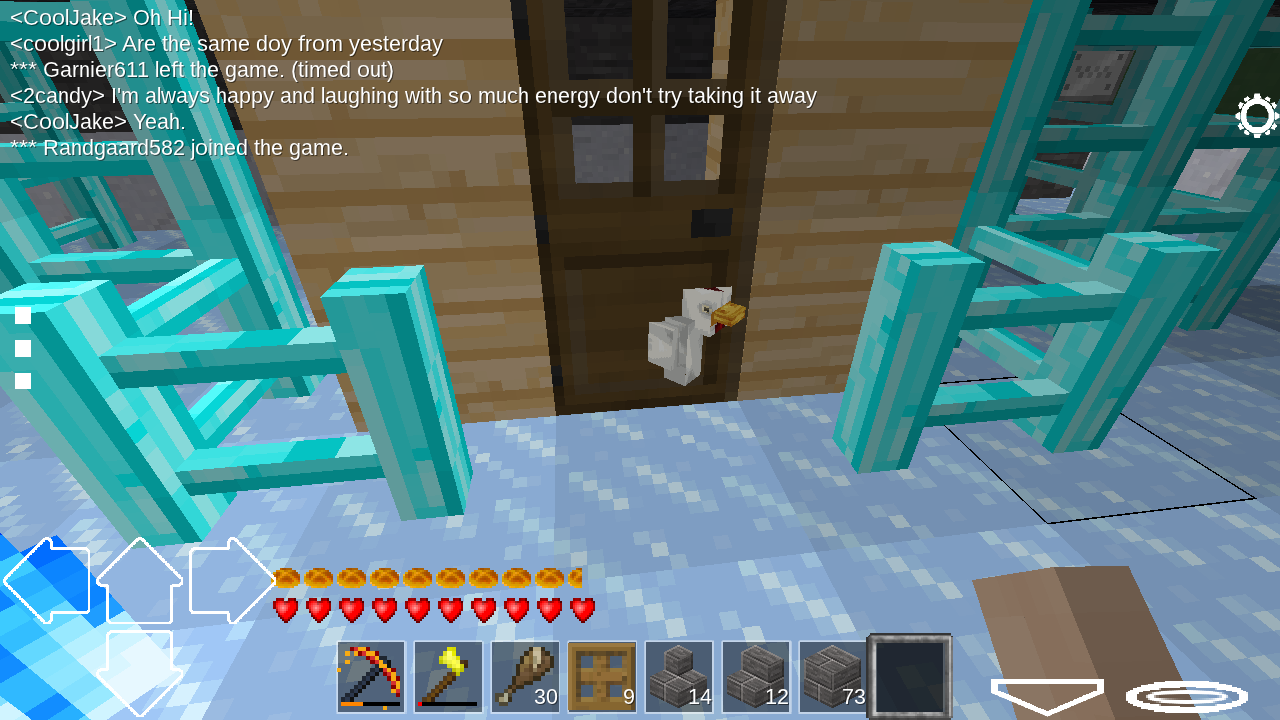 <CoolJake> Oh Hi!
<coolgirl1> Are the same doy from yesterday
*** Garnier611 left the game. (timed out)
<2candy> I'm always happy and laughing with so much energy don't try taking it away
<CoolJake> Yeah.
*** Randgaard582 joined the game.
30 9 14 12 73